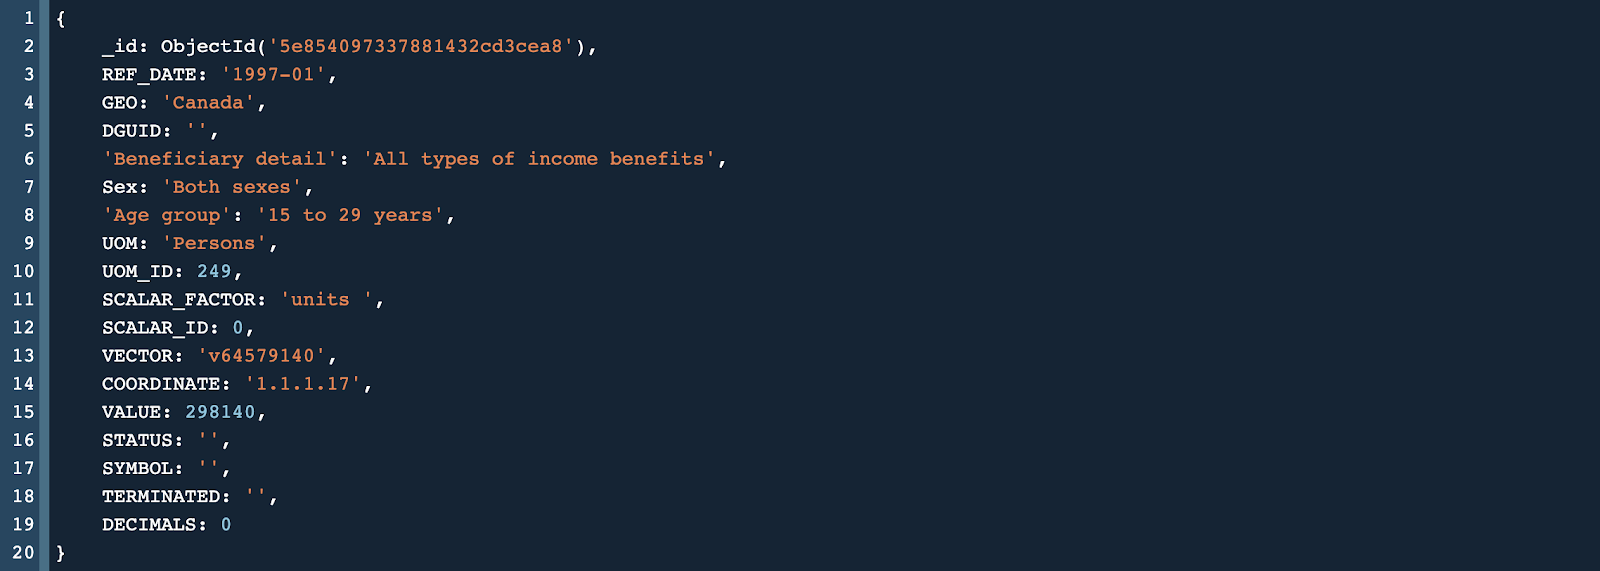 1 {
2 _id: ObjectId('5e854097337881432cd3cea8'),
3 REF_DATE: '1997-01',
4 GEO: 'Canada',
5 DGUID: '',
6 'Beneficiary detail': 'All types of income benefits',
7 Sex: 'Both sexes',
8 'Age group': '15 to 29 years',
9 UOM: 'Persons',
10 UOM_ID: 249,
11 SCALAR_FACTOR: 'units ',
12 SCALAR_ID: 0,
13 VECTOR: 'v64579140',
14 COORDINATE: '1.1.1.17',
15 VALUE: 298140,
16 STATUS: '',
17 SYMBOL: '',
18 TERMINATED: '',
19 DECIMALS: 0
20 }